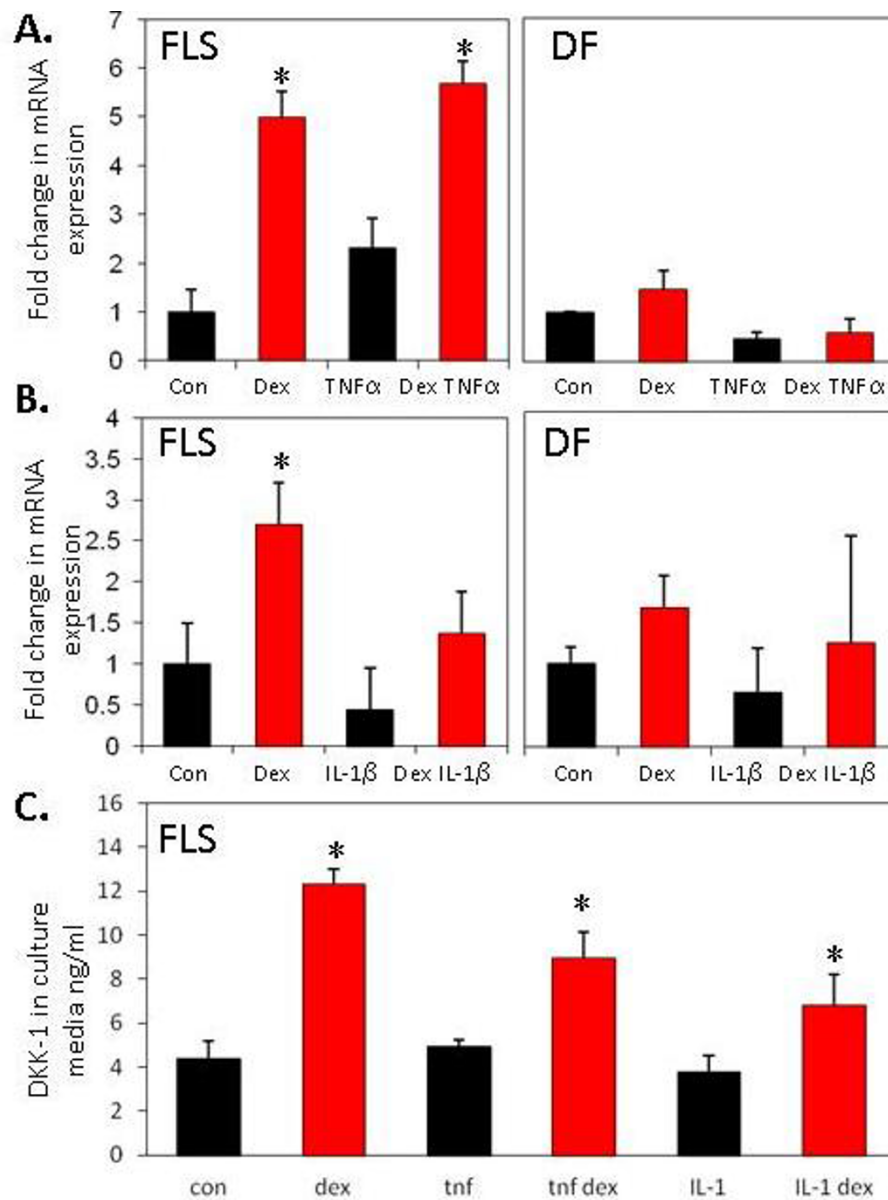 A.
Fold change in mRNA
expression
7
6
5
4
3
2
1
0
FLS
*
*
DF
Con Dex TNFα Dex TNFα
Con Dex TNFα Dex TNFα
B.
Fold change in mRNA
expression
4
3.5
3
2.5
2
1.5
1
0.5
0
FLS
*
DF
Con Dex IL-1β Dex IL-1β
Con Dex IL-1β Dex IL-1β
C.
DKK-1 in culture
media ng/ml
16
14
12
10
8
6
4
2
0
FLS
*
*
*
con dex tnf tnf dex IL-1 IL-1 dex